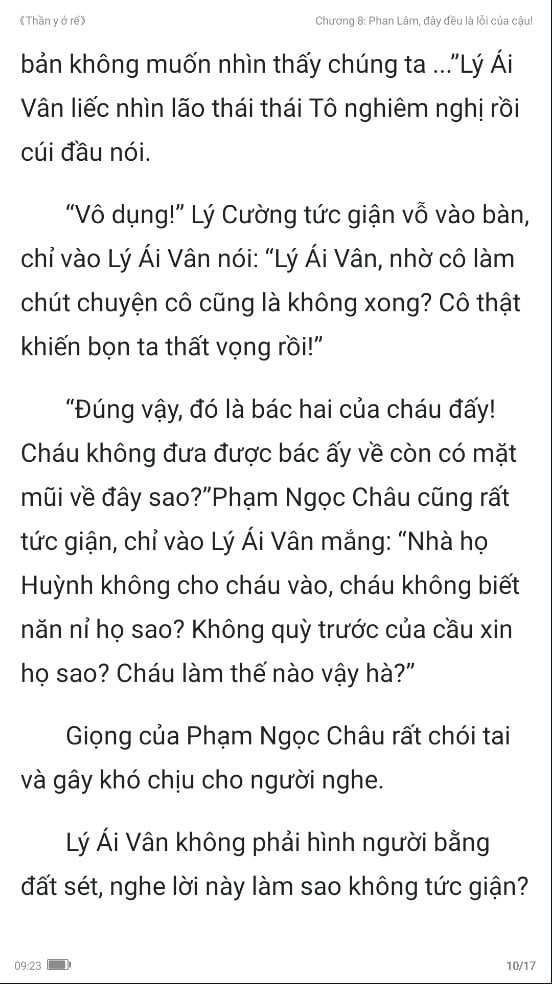 《Thần y ở rể》 Chương 8: Phan Lâm, đây đều là lỗi của cậu!
bản không muốn nhìn thấy chúng ta ...”Lý Ái
Vân liếc nhìn lão thái thái Tô nghiêm nghị rồi
cúi đầu nói.
“Vô dụng!” Lý Cường tức giận vỗ vào bàn,
chỉ vào Lý Ái Vân nói: “Lý Ái Vân, nhờ cô làm
chút chuyện cô cũng là không xong? Cô thật
khiến bọn ta thất vọng rồi!”
“Đúng vậy, đó là bác hai của cháu đấy!
Cháu không đưa được bác ấy về còn có mặt
mũi về đây sao?”Phạm Ngọc Châu cũng rất
tức giận, chỉ vào Lý Ái Vân mắng: “Nhà họ
Huỳnh không cho cháu vào, cháu không biết
năn nỉ họ sao? Không quỳ trước của cầu xin
họ sao? Cháu làm thế nào vậy hà?”
Giọng của Phạm Ngọc Châu rất chói tai
và gây khó chịu cho người nghe.
Lý Ái Vân không phải hình người bằng
đất sét, nghe lời này làm sao không tức giận?
09:23 10/17